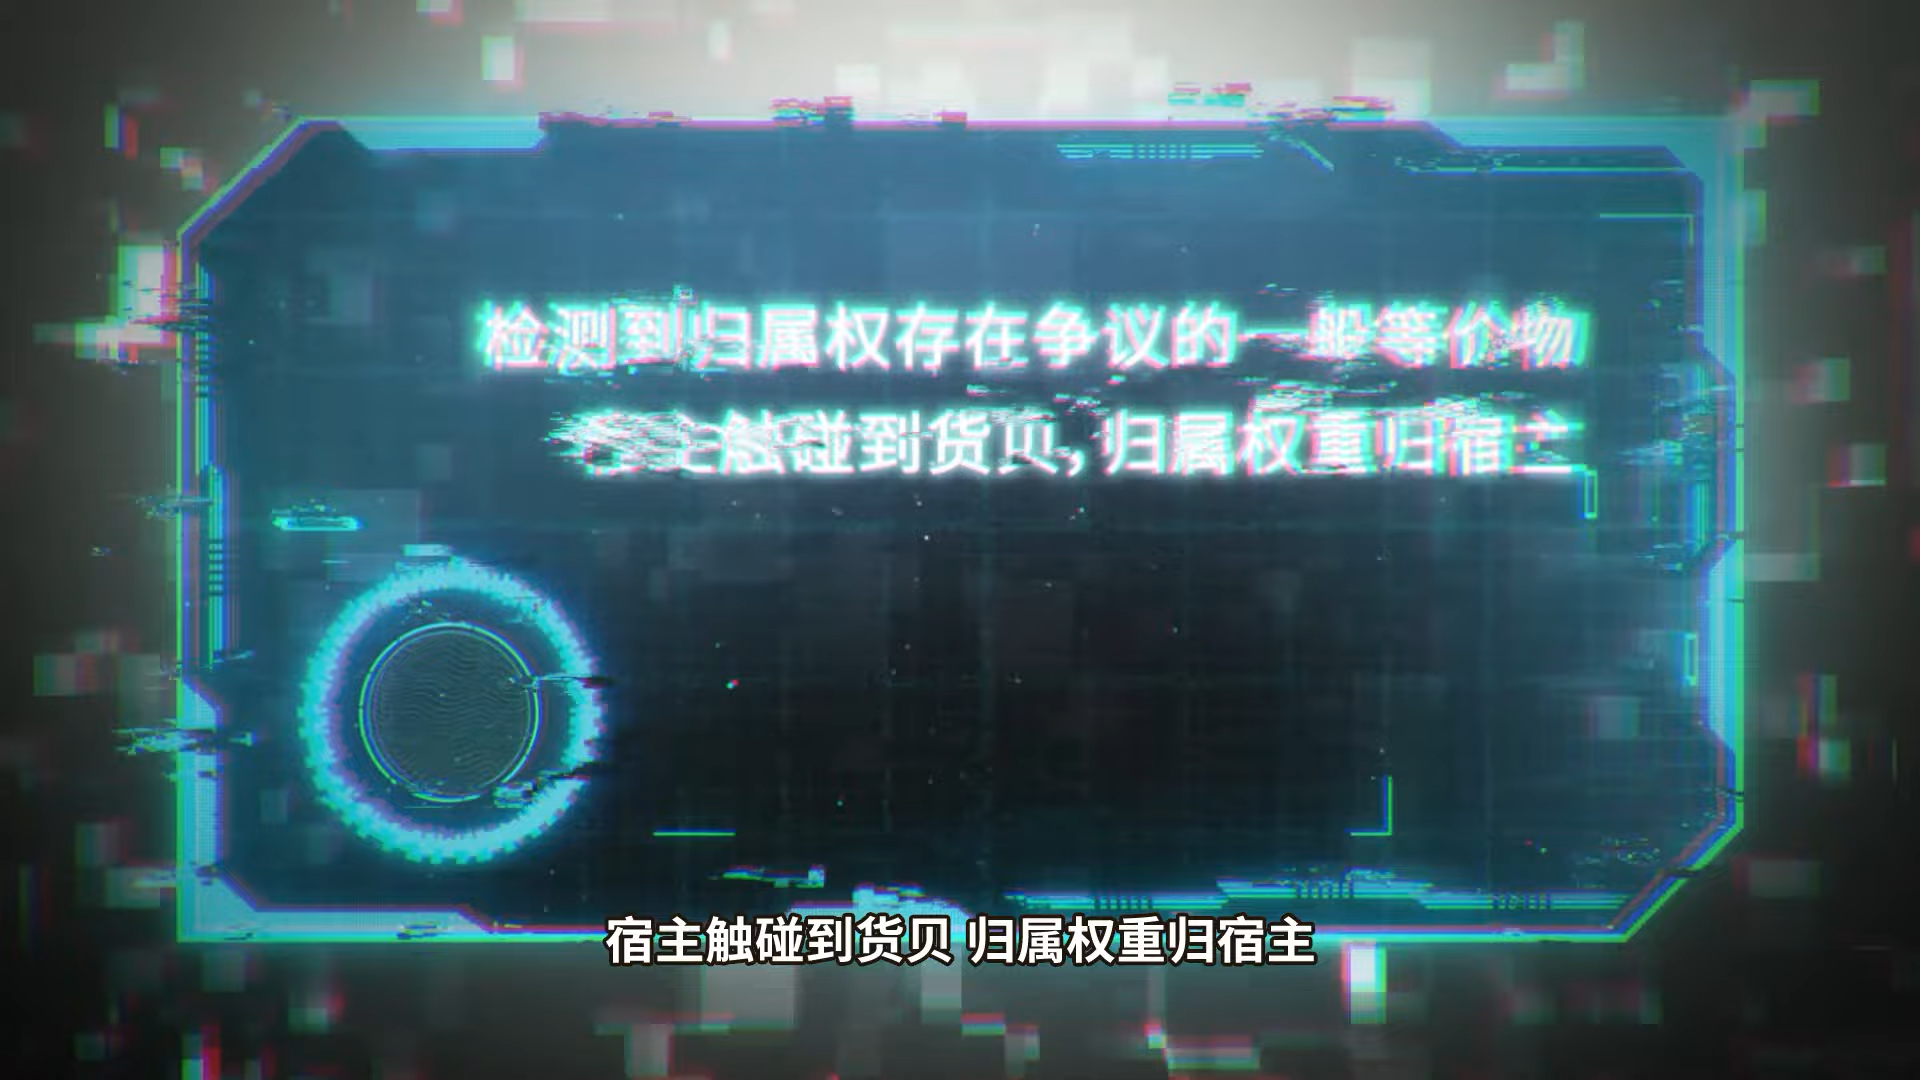 检测到归属权存在争议的一般等价物
宿主触碰到货贝，归属权重归宿主
宿主触碰到货贝 归属权重归宿主